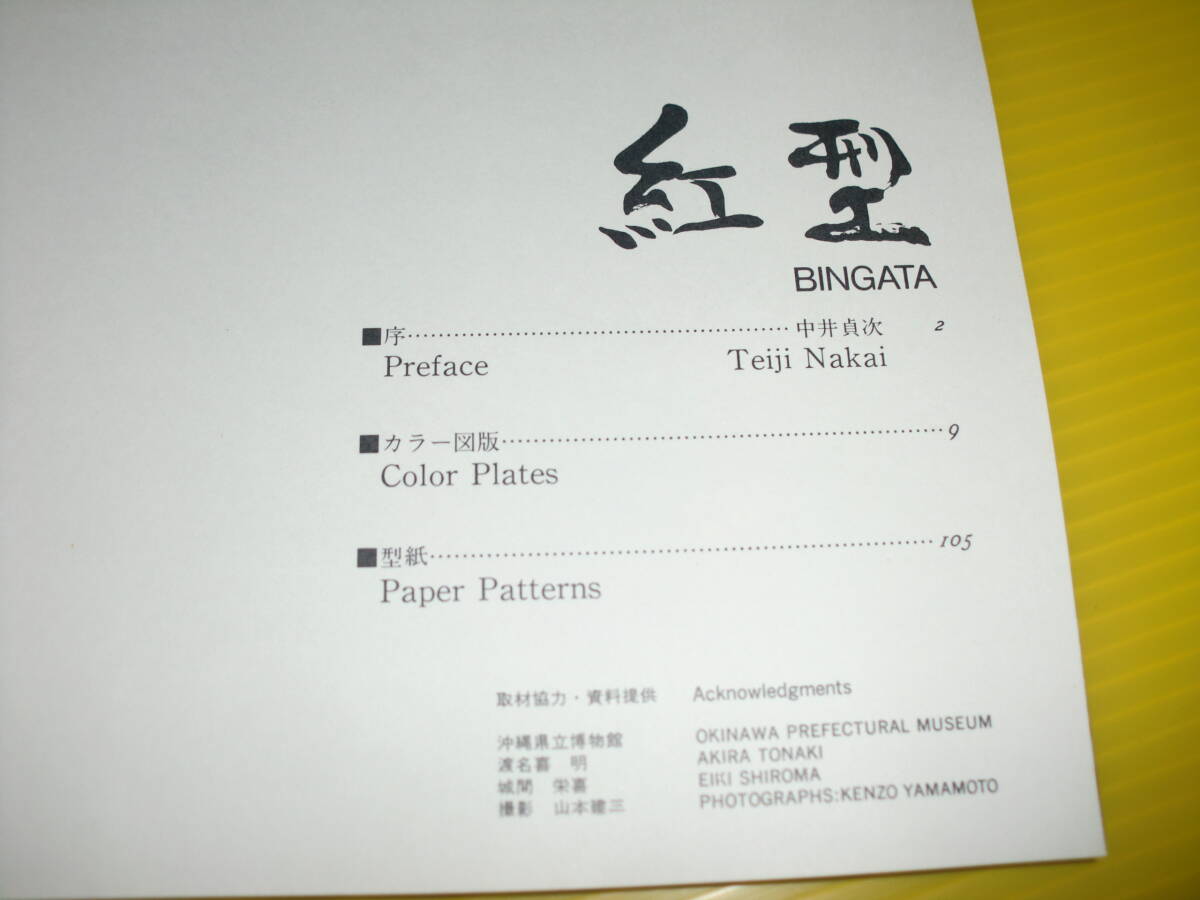 紅型
BINGATA
■序……………………………………………中井貞次 2
Preface Teiji Nakai
■カラー図版……………………………………………………9
Color Plates
■型紙……………………………………………………………105
Paper Patterns
取材協力・資料提供 Acknowledgments
沖縄県立博物館 OKINAWA PREFECTURAL MUSEUM
渡名喜 明 AKIRA TONAKI
城間 栄喜 EIKI SHIROMA
撮影 山本建三 PHOTOGRAPHS:KENZO YAMAMOTO